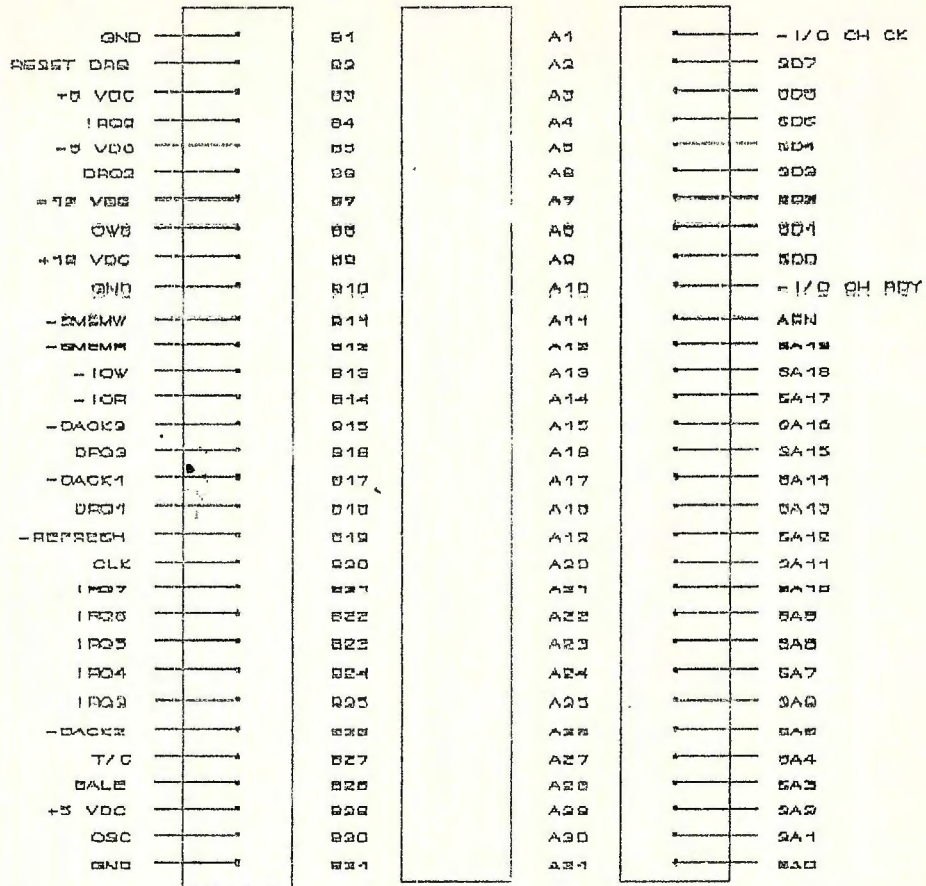 GND B1 A1 -I/O CH CK
RESET DRV B2 A2 SD7
+5 VDC B3 A3 SD6
IRQ9 B4 A4 SD5
-5 VDC B5 A5 SD4
DRQ2 B6 A6 SD3
-12 VDC B7 A7 SD2
OWS B8 A8 SD1
+12 VDC B9 A9 SD0
GND B10 A10 -I/O CH RDY
-SMEMW B11 A11 AEN
-SMEMR B12 A12 SA19
-IOW B13 A13 SA18
-IOR B14 A14 SA17
-DACK3 B15 A15 SA16
DRQ3 B16 A16 SA15
-DACK1 B17 A17 SA14
DRQ1 B18 A18 SA13
-REFRESH B19 A19 SA12
CLK B20 A20 SA11
IRQ7 B21 A21 SA10
IRQ6 B22 A22 SA9
IRQ5 B23 A23 SA8
IRQ4 B24 A24 SA7
IRQ3 B25 A25 SA6
-DACK2 B26 A26 SA5
T/C B27 A27 SA4
BALE B28 A28 SA3
+5 VDC B29 A29 SA2
OSC B30 A30 SA1
GND B31 A31 SA0